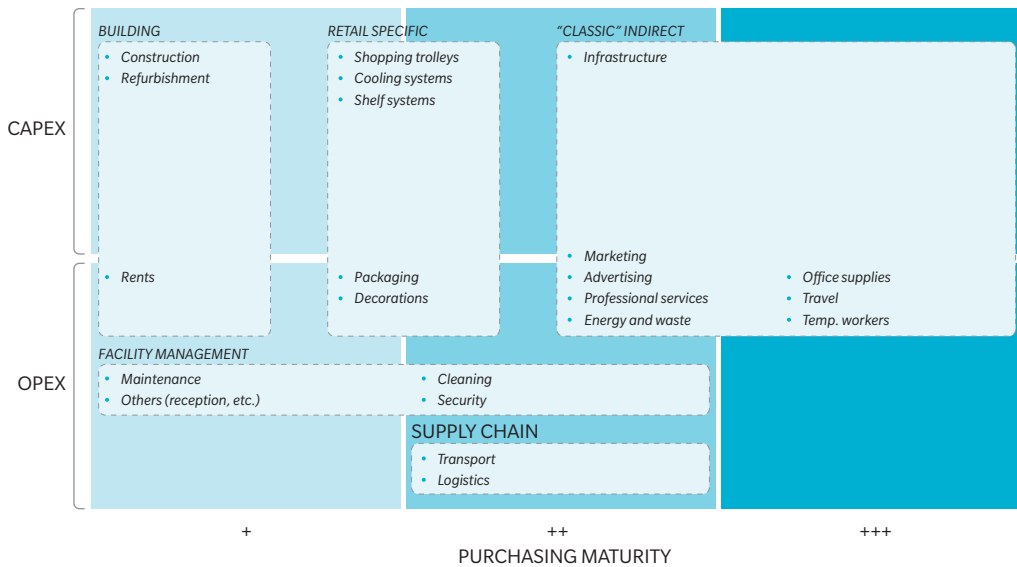 CAPEX
BUILDING
• Construction
• Refurbishment
• Rents
RETAIL SPECIFIC
• Shopping trolleys
• Cooling systems
• Shelf systems
• Packaging
• Decorations
“CLASSIC” INDIRECT
• Infrastructure
• Marketing
• Advertising
• Professional services
• Energy and waste
• Office supplies
• Travel
• Temp. workers
OPEX
FACILITY MANAGEMENT
• Maintenance
• Others (reception, etc.)
• Cleaning
• Security
SUPPLY CHAIN
• Transport
• Logistics
+
++
+++
PURCHASING MATURITY